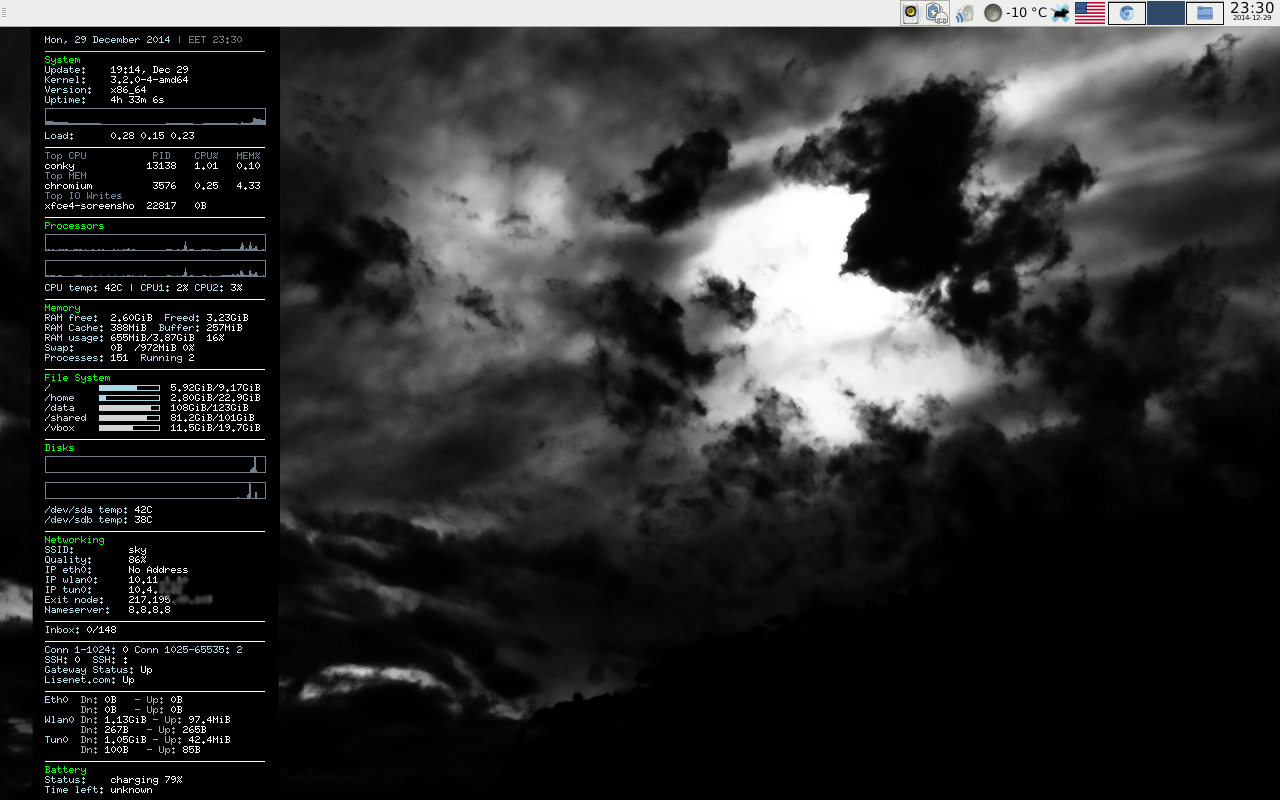 -10 °C
23:30
2014-12-29
Mon, 29 December 2014 | EET 23:30
System
Update: 19:14, Dec 29
Kernel: 3.2.0-4-amd64
Version: x86_64
Uptime: 4h 33m 6s
Load: 0.28 0.15 0.23
Top CPU PID CPU% MEM%
conky 13138 1.01 0.10
Top MEM
chromium 3576 0.25 4.33
Top IO Writes
xfce4-screensho 22817 0B
Processors
CPU temp: 42C | CPU1: 2% CPU2: 3%
Memory
RAM free: 2.60GiB Freed: 3.23GiB
RAM Cache: 388MiB Buffer: 257MiB
RAM usage: 655MiB/3.87GiB 16%
Swap: 0B /972MiB 0%
Processes: 151 Running 2
File System
/ 5.92GiB/9.17GiB
/home 2.80GiB/22.9GiB
/data 108GiB/123GiB
/shared 81.2GiB/101GiB
/vbox 11.5GiB/19.7GiB
Disks
/dev/sda temp: 42C
/dev/sdb temp: 38C
Networking
SSID: sky
Quality: 86%
IP eth0: No Address
IP wlan0: 10.11
IP tun0: 10.4.
Exit node: 217.195
Nameserver: 8.8.8.8
Inbox: 0/148
Conn 1-1024: 0 Conn 1025-65535: 2
SSH: 0 SSH: :
Gateway Status: Up
Lisenet.com: Up
Eth0 Dn: 0B - Up: 0B
Dn: 0B - Up: 0B
Wlan0 Dn: 1.13GiB - Up: 97.4MiB
Dn: 267B - Up: 265B
Tun0 Dn: 1.05GiB - Up: 42.4MiB
Dn: 100B - Up: 85B
Battery
Status: charging 79%
Time left: unknown